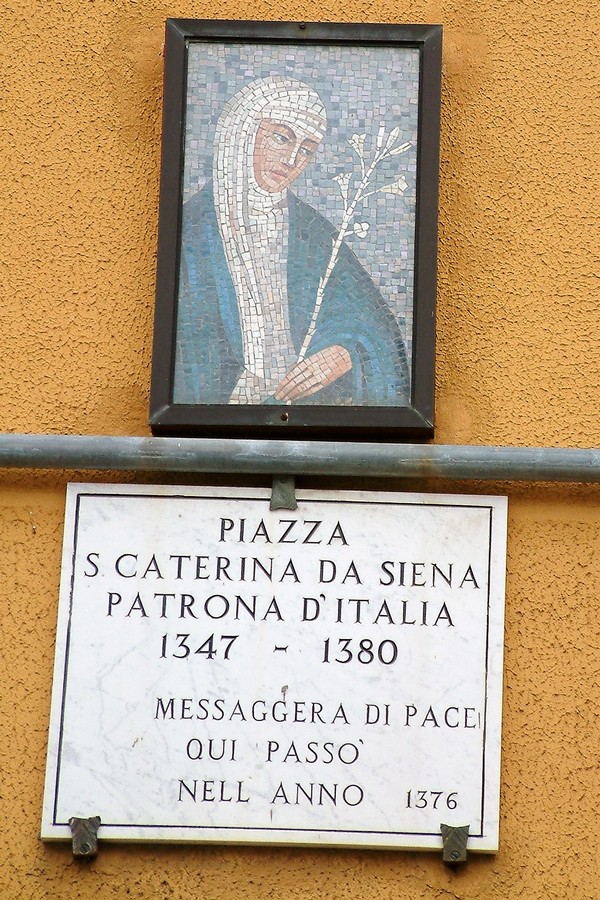 PIAZZA
S. CATERINA DA SIENA
PATRONA D'ITALIA
1347 - 1380
MESSAGGERA DI PACE
QUI PASSO'
NELL ANNO 1376